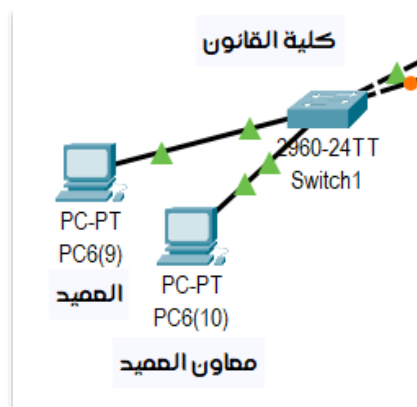 كلية القانون
2960-24TT
Switch1
PC-PT
PC6(9)
العميد
PC-PT
PC6(10)
معاون العميد